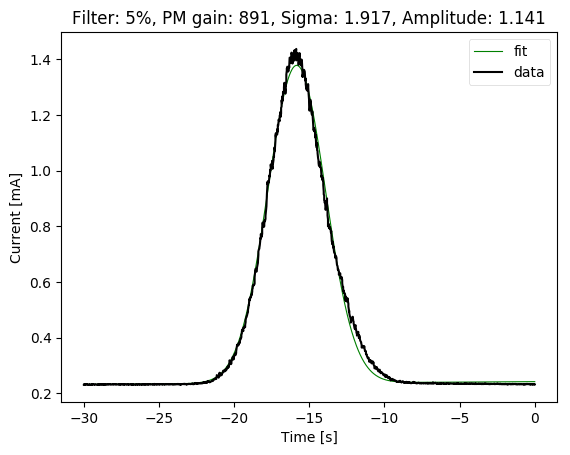 Filter: 5%, PM gain: 891, Sigma: 1.917, Amplitude: 1.141
fit
data
1.4
1.2
1.0
0.8
0.6
0.4
0.2
Current [mA]
−30 −25 −20 −15 −10 −5 0
Time [s]